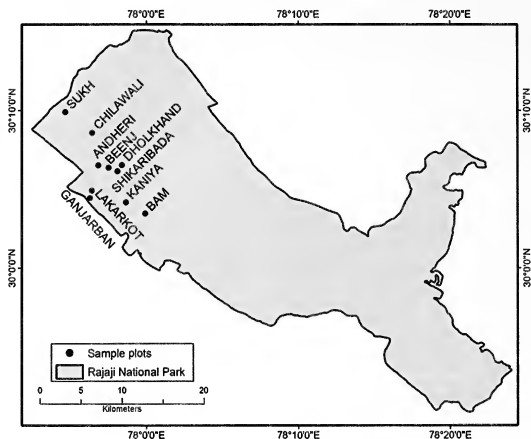 78°0'0"E 78°10'0"E 78°20'0"E
30°10'0"N
30°10'0"N
SUKH
CHILAWALI
ANDHERI
BEENJ
DHOLKHAND
SHIKARIBADA
KANIYA
LAKARKOT
BAM
GANJARBAN
30°0'0"N
30°0'0"N
Sample plots
Rajaji National Park
0 5 10 20
Kilometers
78°0'0"E 78°10'0"E 78°20'0"E